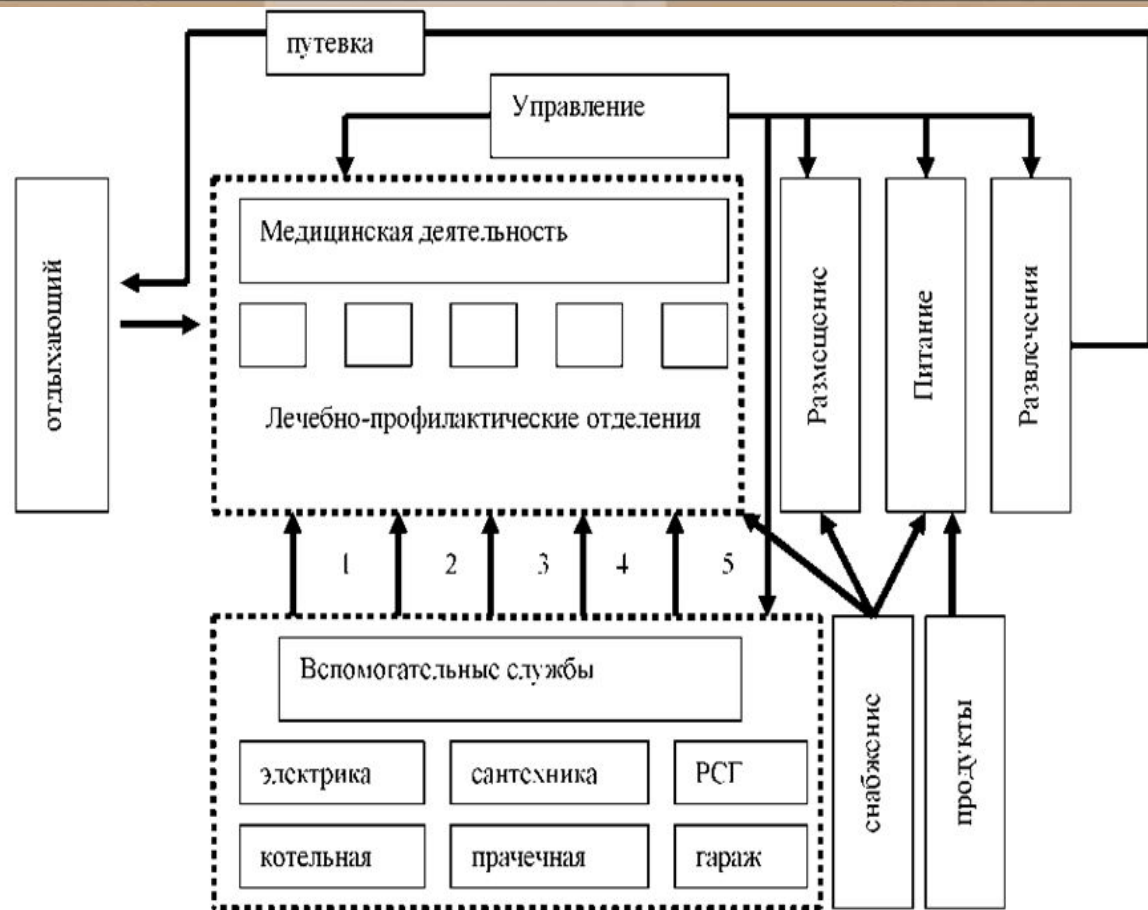 путевка
Управление
отдыхающий
Медицинская деятельность
Лечебно-профилактические отделения
Размещение
Питание
Развлечения
1 2 3 4 5
Вспомогательные службы
электрика сантехника РСГ
котельная прачечная гараж
снабжение
продукты